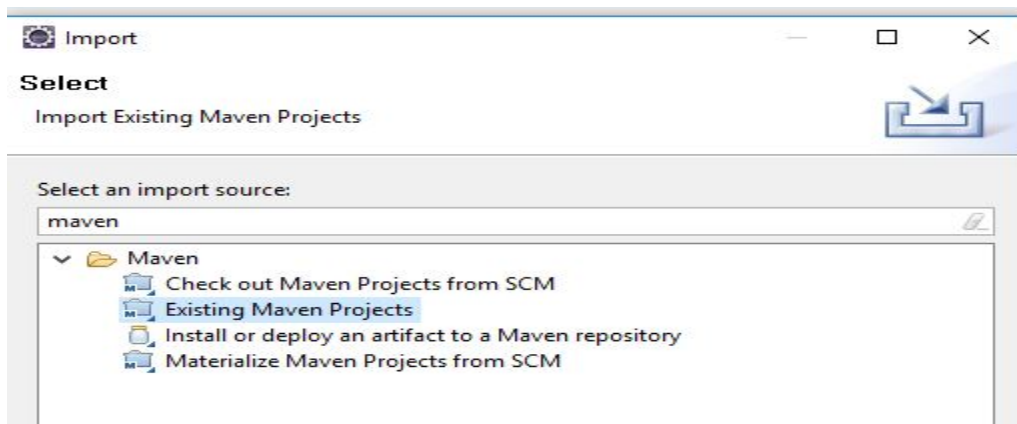 Import
Select
Import Existing Maven Projects
Select an import source:
maven
Maven
Check out Maven Projects from SCM
Existing Maven Projects
Install or deploy an artifact to a Maven repository
Materialize Maven Projects from SCM